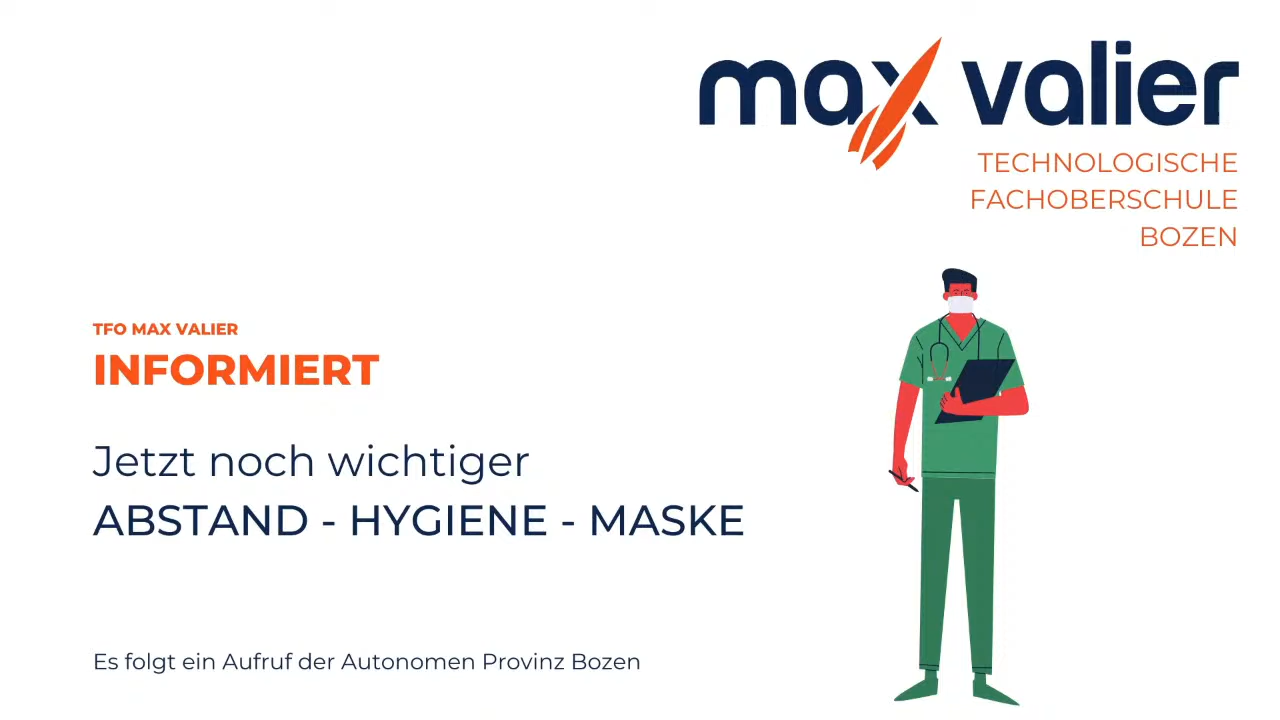 max valier
TECHNOLOGISCHE
FACHOBERSCHULE
BOZEN
TFO MAX VALIER
INFORMIERT
Jetzt noch wichtiger
ABSTAND - HYGIENE - MASKE
Es folgt ein Aufruf der Autonomen Provinz Bozen